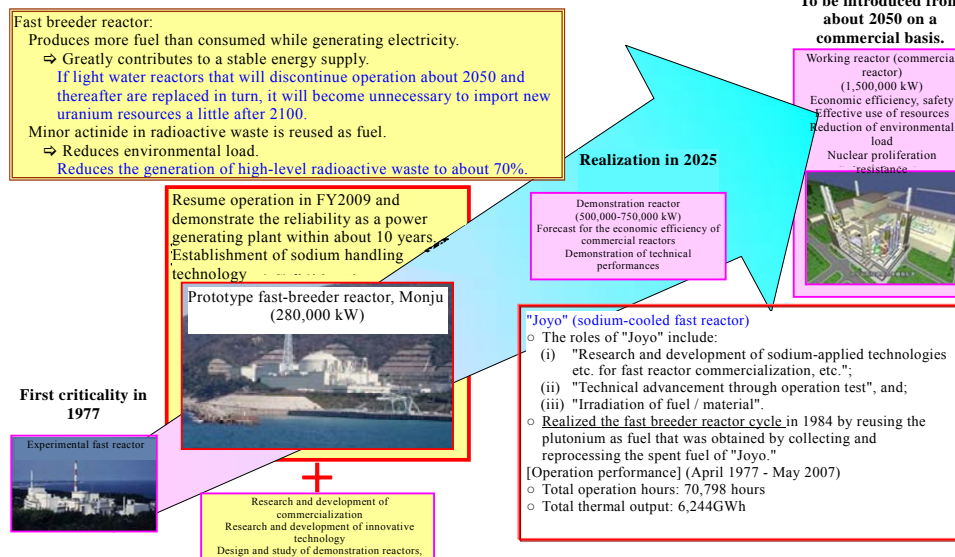 To be introduced from
about 2050 on a
commercial basis.
Fast breeder reactor:
Produces more fuel than consumed while generating electricity.
⇨ Greatly contributes to a stable energy supply.
If light water reactors that will discontinue operation about 2050 and
thereafter are replaced in turn, it will become unnecessary to import new
uranium resources a little after 2100.
Minor actinide in radioactive waste is reused as fuel.
⇨ Reduces environmental load.
Reduces the generation of high-level radioactive waste to about 70%.
Working reactor (commercial
reactor)
(1,500,000 kW)
Economic efficiency, safety
Effective use of resources
Reduction of environmental
load
Nuclear proliferation
resistance
Realization in 2025
Demonstration reactor
(500,000-750,000 kW)
Forecast for the economic efficiency of
commercial reactors
Demonstration of technical
performances
Resume operation in FY2009 and
demonstrate the reliability as a power
generating plant within about 10 years.
Establishment of sodium handling
technology
Prototype fast-breeder reactor, Monju
(280,000 kW)
First criticality in
1977
Experimental fast reactor
+
Research and development of
commercialization
Research and development of innovative
technology
Design and study of demonstration reactors,
"Joyo" (sodium-cooled fast reactor)
○ The roles of "Joyo" include:
(i) "Research and development of sodium-applied technologies
etc. for fast reactor commercialization, etc.";
(ii) "Technical advancement through operation test", and;
(iii) "Irradiation of fuel / material".
○ Realized the fast breeder reactor cycle in 1984 by reusing the
plutonium as fuel that was obtained by collecting and
reprocessing the spent fuel of "Joyo."
[Operation performance] (April 1977 - May 2007)
○ Total operation hours: 70,798 hours
○ Total thermal output: 6,244GWh